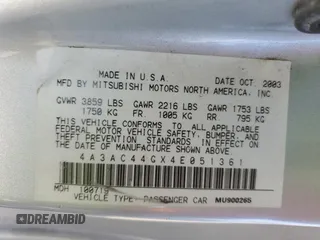 MADE IN U.S.A.
DATE OCT. 2003
MFD BY MITSUBISHI MOTORS NORTH AMERICA, INC.
GVWR 3859 LBS GAWR 2216 LBS GAWR 1753 LBS
1750 KG FR. 1005 KG RR 795 KG
THIS VEHICLE CONFORMS TO ALL APPLICABLE
FEDERAL MOTOR VEHICLE SAFETY, BUMPER, AND
THEFT PREVENTION STANDARDS IN EFFECT ON THE
DATE OF MANUFACTURE SHOWN ABOVE.
4A3AC44GX4E051361
MDH 100719
VEHICLE TYPE: PASSENGER CAR MU900265
AUTOBIDMASTER
DREAMBID